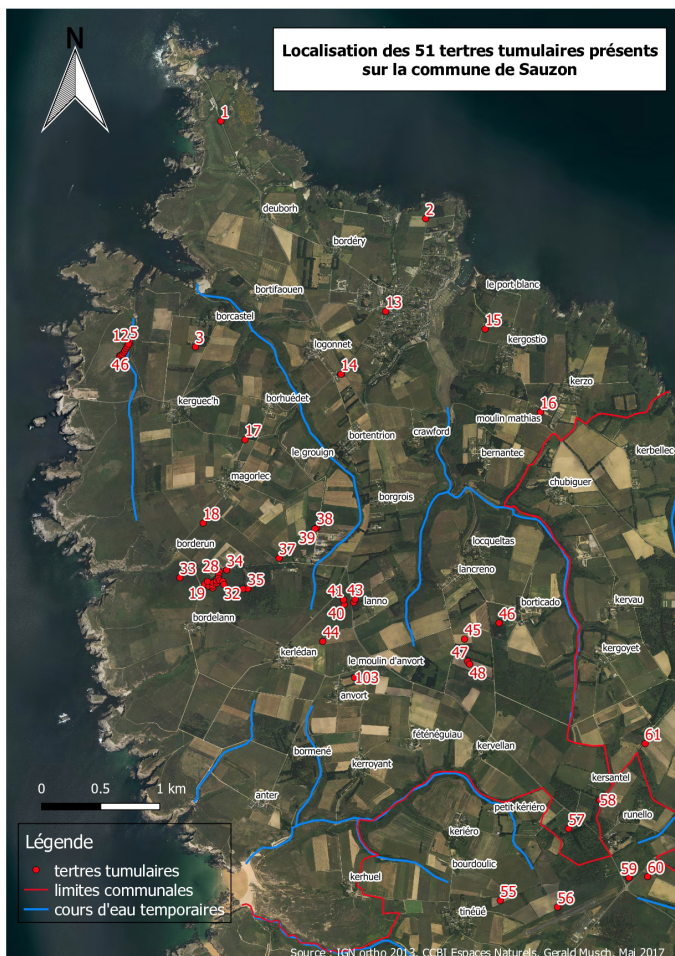 N
Localisation des 51 tertres tumulaires présents
sur la commune de Sauzon
1
deuborh
2
bordéry
le port blanc
bortifaouen
borcastel
13
15
125
3
logonnet
kergostio
46
14
kerzo
kerguec'h
borhuédet
16
moulin mathias
17
bortentrion
crawford
le grouign
bernantec
kerbellec
magorlec
chubiguer
borgrois
18
38
39
borderun
locqueltas
37
34
28
33
lancreno
35
19
32
41
43
lanno
40
borticado
kervau
46
bordelann
44
45
kerlédan
kergoyet
le moulin d'anvort
47
48
103
anvort
féténéguiau
61
bormené
kervellan
kerroyant
kersantel
0 0.5 1 km
anter
58
petit kériéro
runello
57
keriéro
Légende
tertres tumulaires
limites communales
cours d'eau temporaires
bourdoulic
kerhuel
59
60
55
56
tinéüé
Source : IGN ortho 2013, CCBI Espaces Naturels, Gerald Musch, Mai 2017